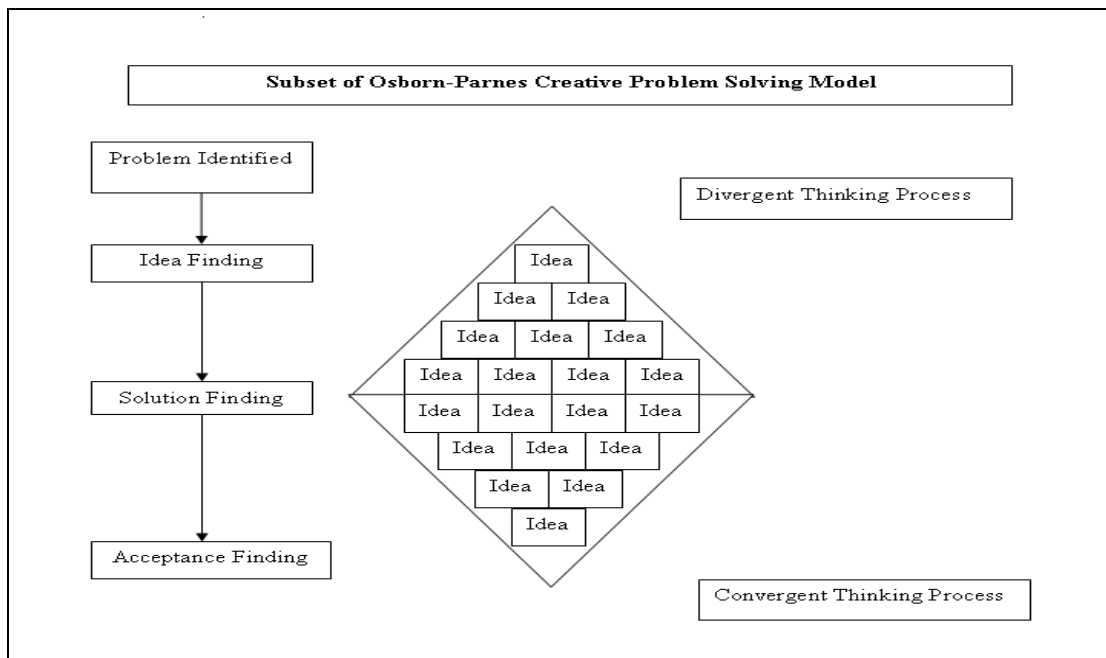 Subset of Osborn-Parnes Creative Problem Solving Model
Problem Identified
Divergent Thinking Process
Idea Finding
Idea
Idea Idea
Idea Idea Idea
Idea Idea Idea Idea
Solution Finding
Idea Idea Idea Idea
Idea Idea Idea
Idea Idea
Idea
Acceptance Finding
Convergent Thinking Process